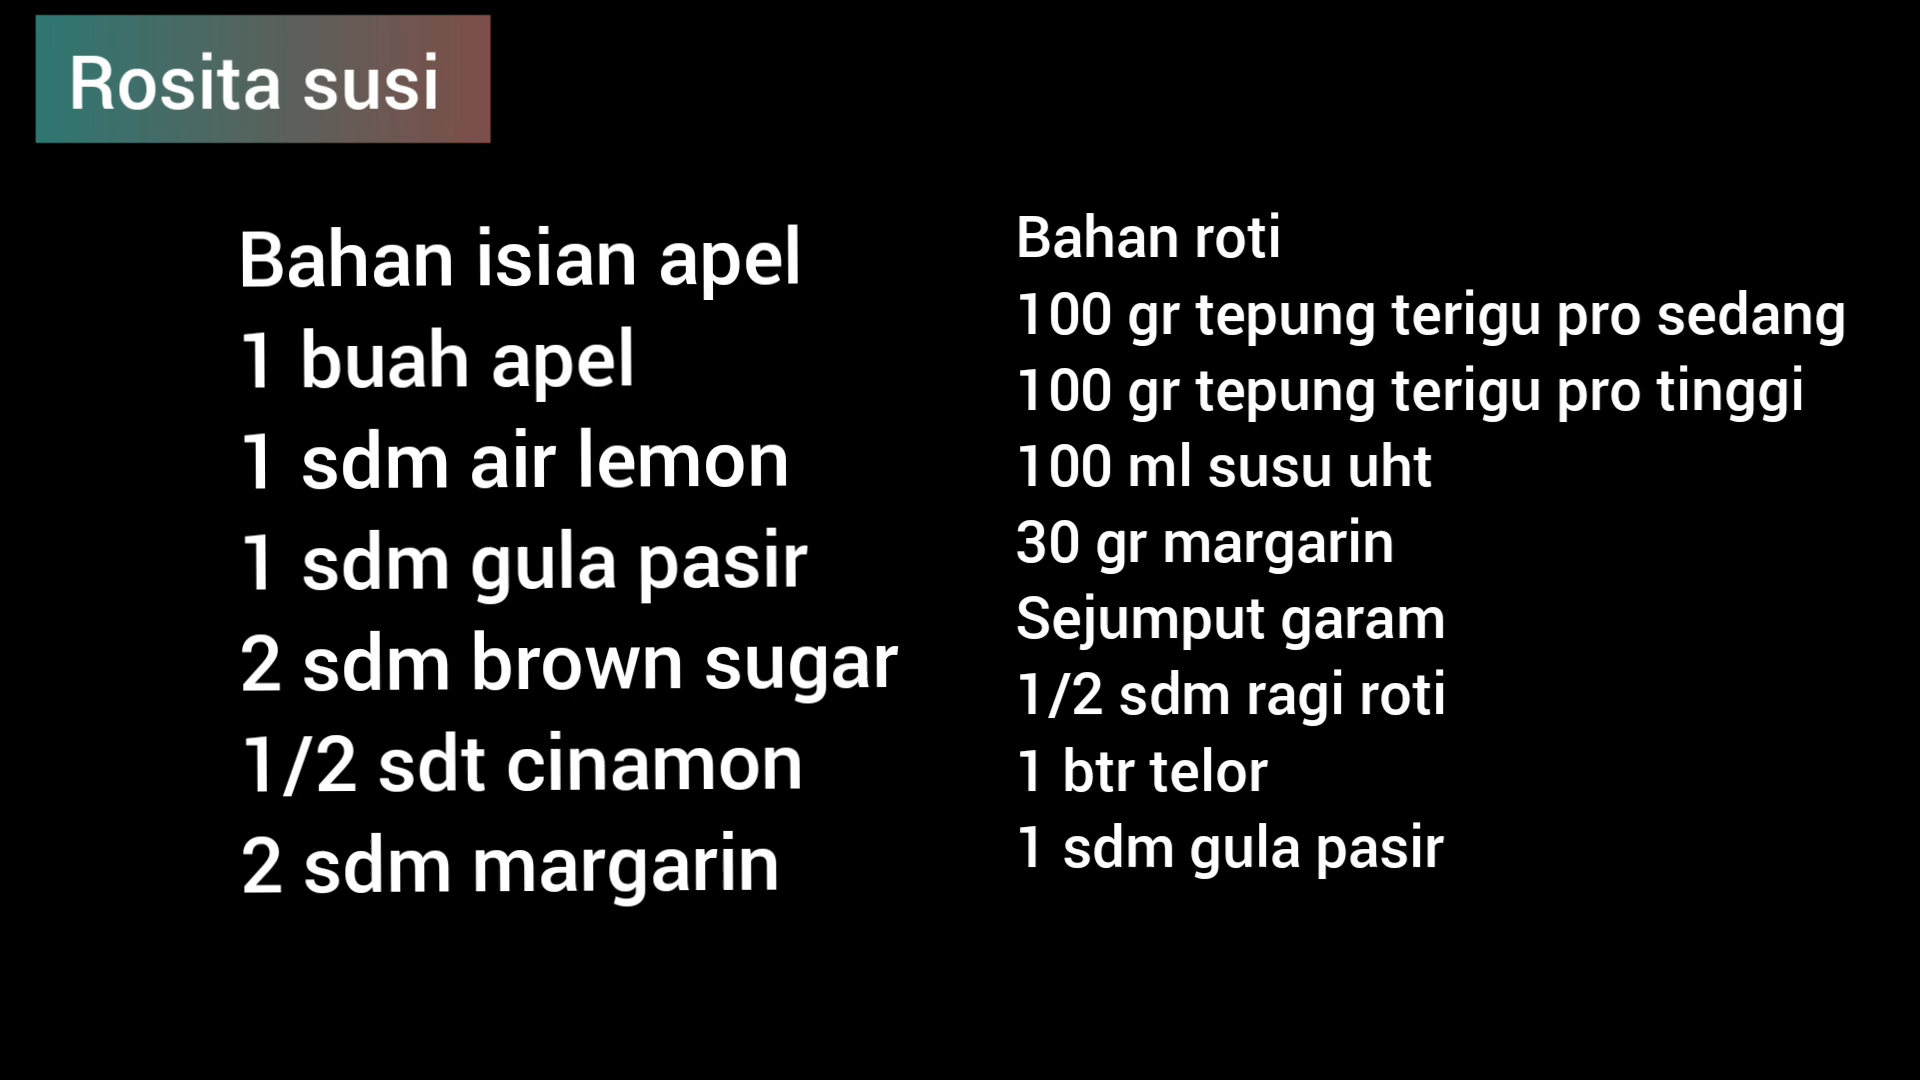 Rosita susi
Bahan isian apel
1 buah apel
1 sdm air lemon
1 sdm gula pasir
2 sdm brown sugar
1/2 sdt cinamon
2 sdm margarin
Bahan roti
100 gr tepung terigu pro sedang
100 gr tepung terigu pro tinggi
100 ml susu uht
30 gr margarin
Sejumput garam
1/2 sdm ragi roti
1 btr telor
1 sdm gula pasir